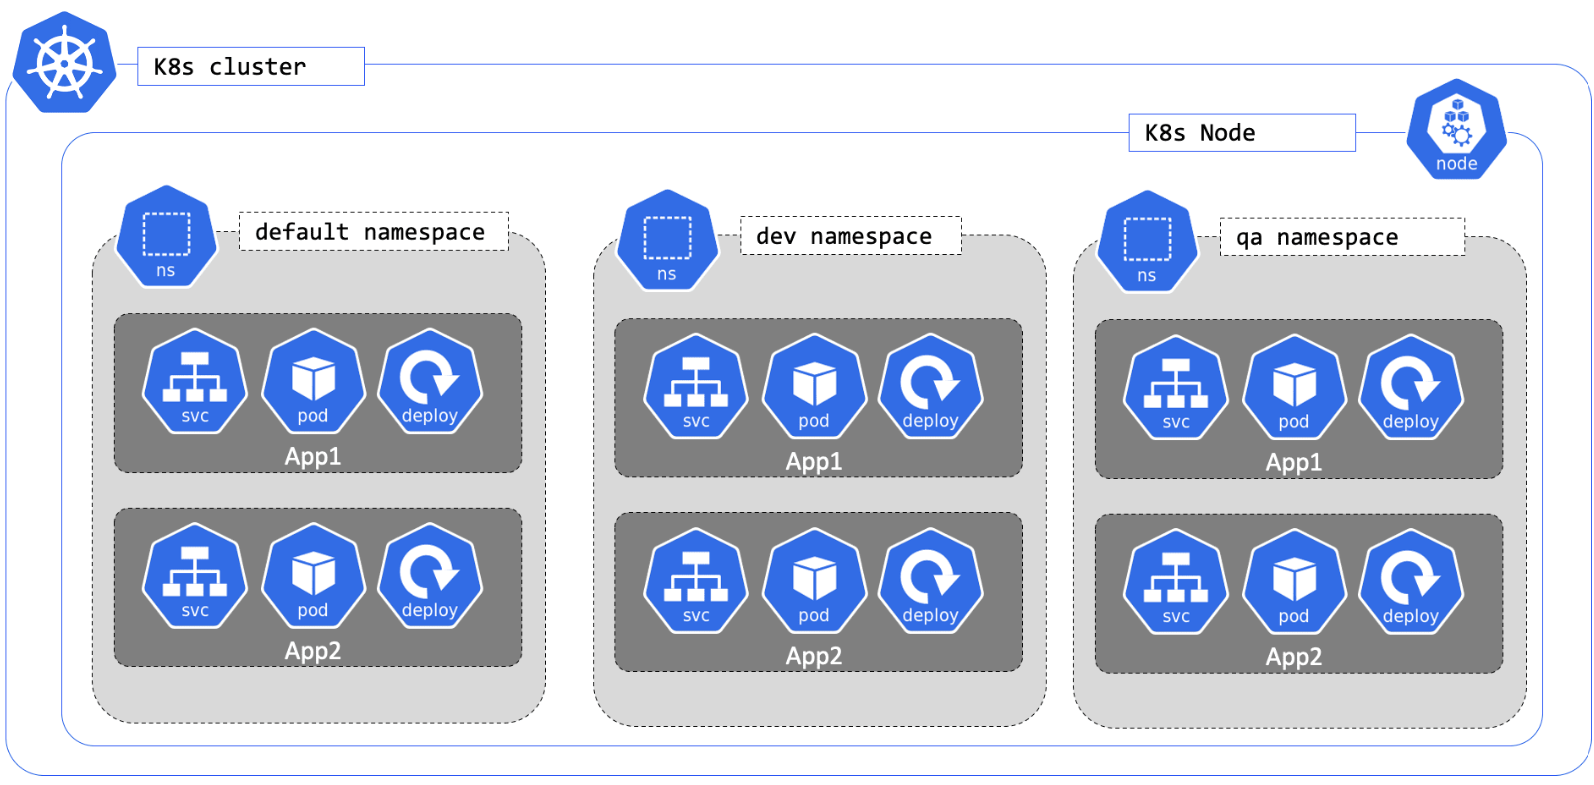 K8s cluster
K8s Node
node
default namespace
ns
svc pod deploy
App1
svc pod deploy
App2
dev namespace
ns
svc pod deploy
App1
svc pod deploy
App2
qa namespace
ns
svc pod deploy
App1
svc pod deploy
App2